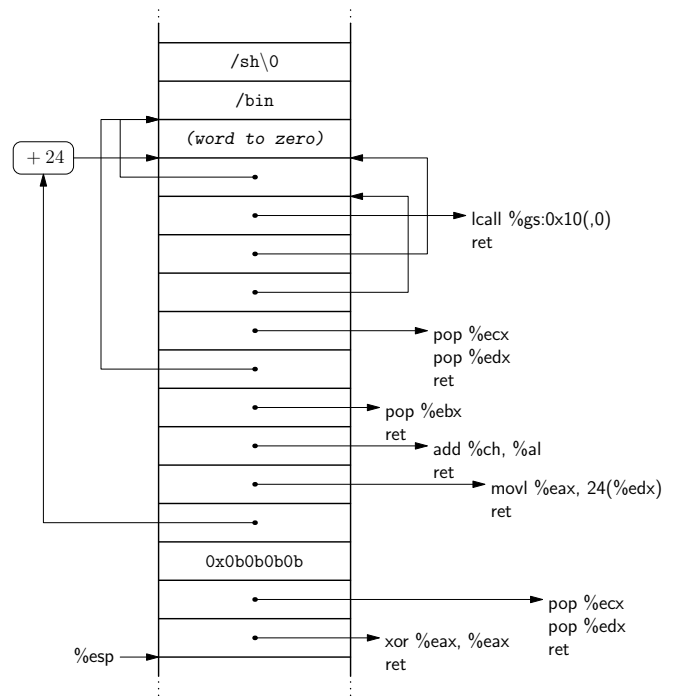 /sh\0
/bin
(word to zero)
+ 24
lcall %gs:0x10(,0)
ret
pop %ecx
pop %edx
ret
pop %ebx
ret
add %ch, %al
ret
movl %eax, 24(%edx)
ret
0x0b0b0b0b
pop %ecx
pop %edx
ret
xor %eax, %eax
ret
%esp